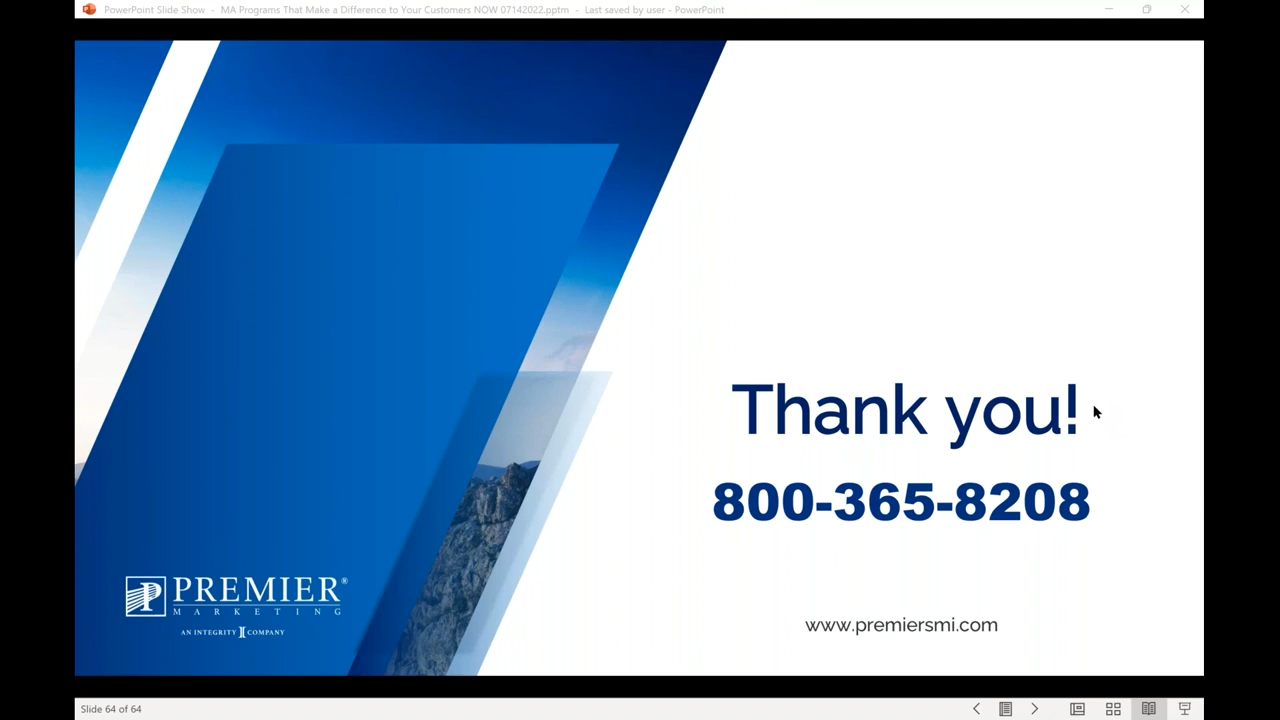 PowerPoint Slide Show - MA Programs That Make a Difference to Your Customers NOW 07142022.pptm - Last saved by user - PowerPoint
Thank you!
800-365-8208
PREMIER®
MARKETING
AN INTEGRITY COMPANY
www.premiersmi.com
Slide 64 of 64